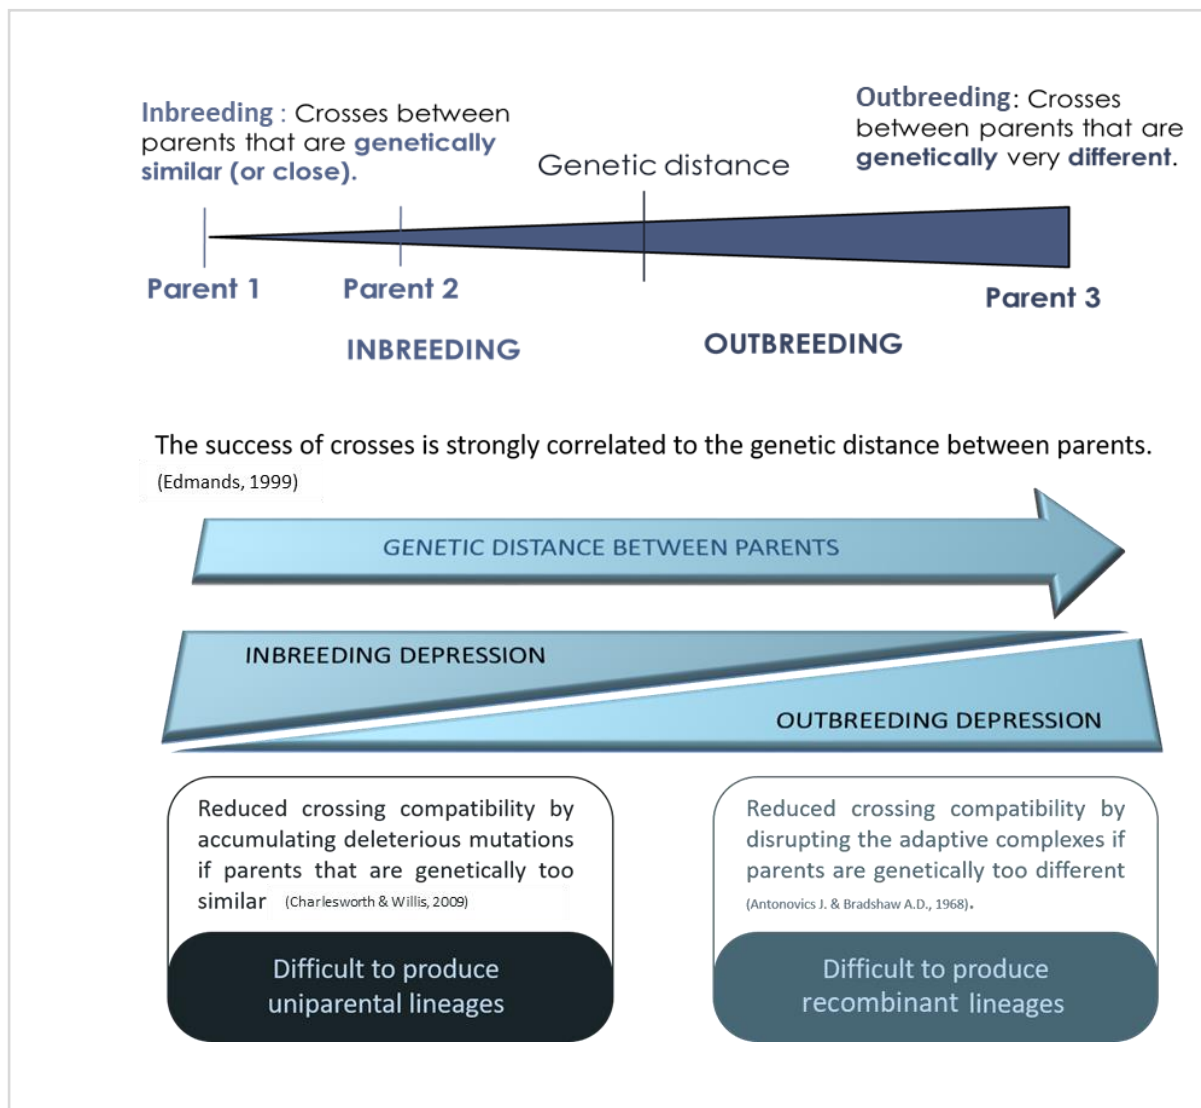 Inbreeding : Crosses between
parents that are genetically
similar (or close).
Outbreeding: Crosses
between parents that are
genetically very different.
Genetic distance
Parent 1
Parent 2
Parent 3
INBREEDING
OUTBREEDING
The success of crosses is strongly correlated to the genetic distance between parents.
(Edmands, 1999)
GENETIC DISTANCE BETWEEN PARENTS
INBREEDING DEPRESSION
OUTBREEDING DEPRESSION
Reduced crossing compatibility by
accumulating deleterious mutations
if parents that are genetically too
similar (Charlesworth & Willis, 2009)
Difficult to produce
uniparental lineages
Reduced crossing compatibility by
disrupting the adaptive complexes if
parents are genetically too different
(Antonovics J. & Bradshaw A.D., 1968).
Difficult to produce
recombinant lineages